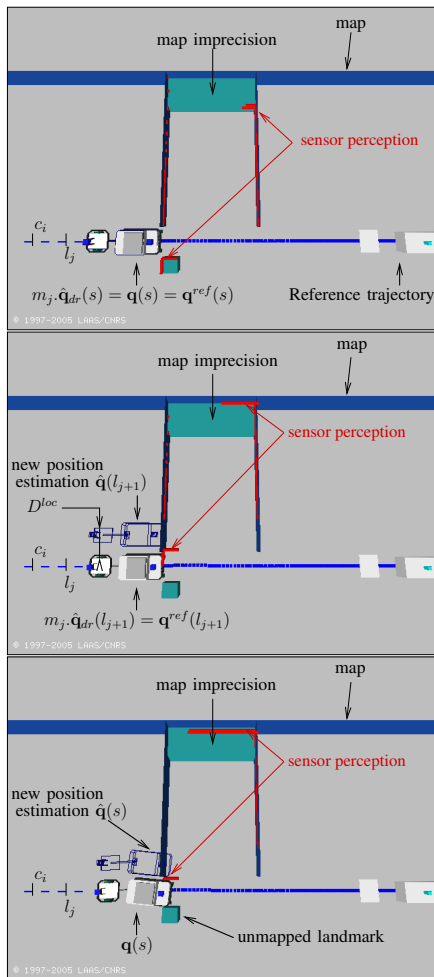 map
map imprecision
sensor perception
c_i
l_j
m_j.q̂_dr(s) = q(s) = q^ref(s)
Reference trajectory
© 1997-2005 LAAS/CNRS
map
map imprecision
sensor perception
new position
estimation q̂(l_{j+1})
D^loc
c_i
l_j
m_j.q̂_dr(l_{j+1}) = q^ref(l_{j+1})
© 1997-2005 LAAS/CNRS
map
map imprecision
sensor perception
new position
estimation q̂(s)
c_i
l_j
q(s)
unmapped landmark
© 1997-2005 LAAS/CNRS